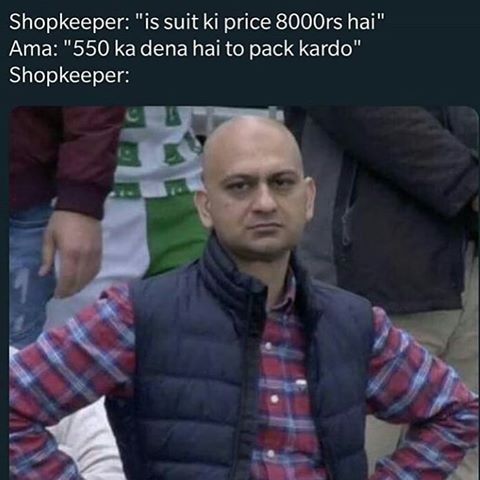 Shopkeeper: "is suit ki price 8000rs hai"
Ama: "550 ka dena hai to pack kardo"
Shopkeeper: